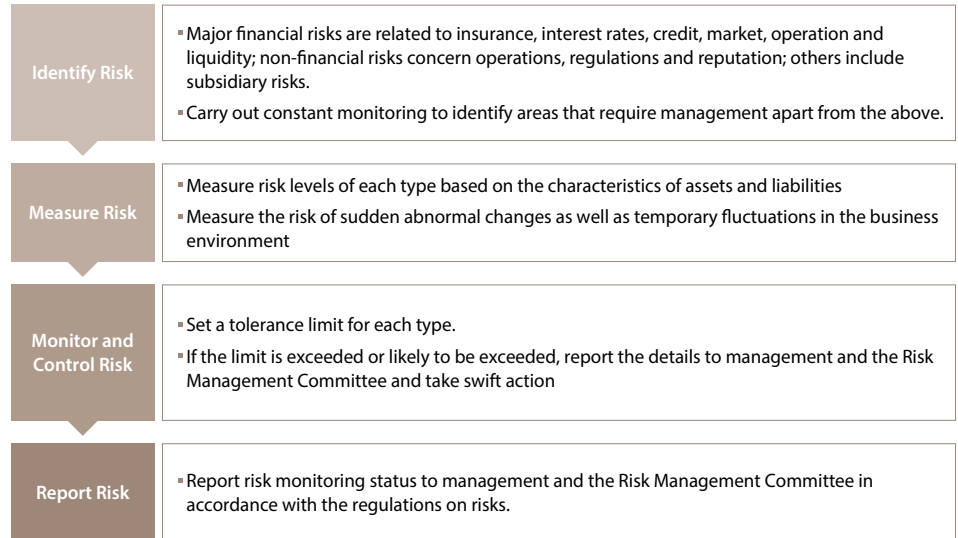 Identify Risk
▪Major financial risks are related to insurance, interest rates, credit, market, operation and
liquidity; non-financial risks concern operations, regulations and reputation; others include
subsidiary risks.
▪Carry out constant monitoring to identify areas that require management apart from the above.
Measure Risk
▪Measure risk levels of each type based on the characteristics of assets and liabilities
▪Measure the risk of sudden abnormal changes as well as temporary fluctuations in the business
environment
Monitor and
Control Risk
▪Set a tolerance limit for each type.
▪If the limit is exceeded or likely to be exceeded, report the details to management and the Risk
Management Committee and take swift action
Report Risk
▪Report risk monitoring status to management and the Risk Management Committee in
accordance with the regulations on risks.